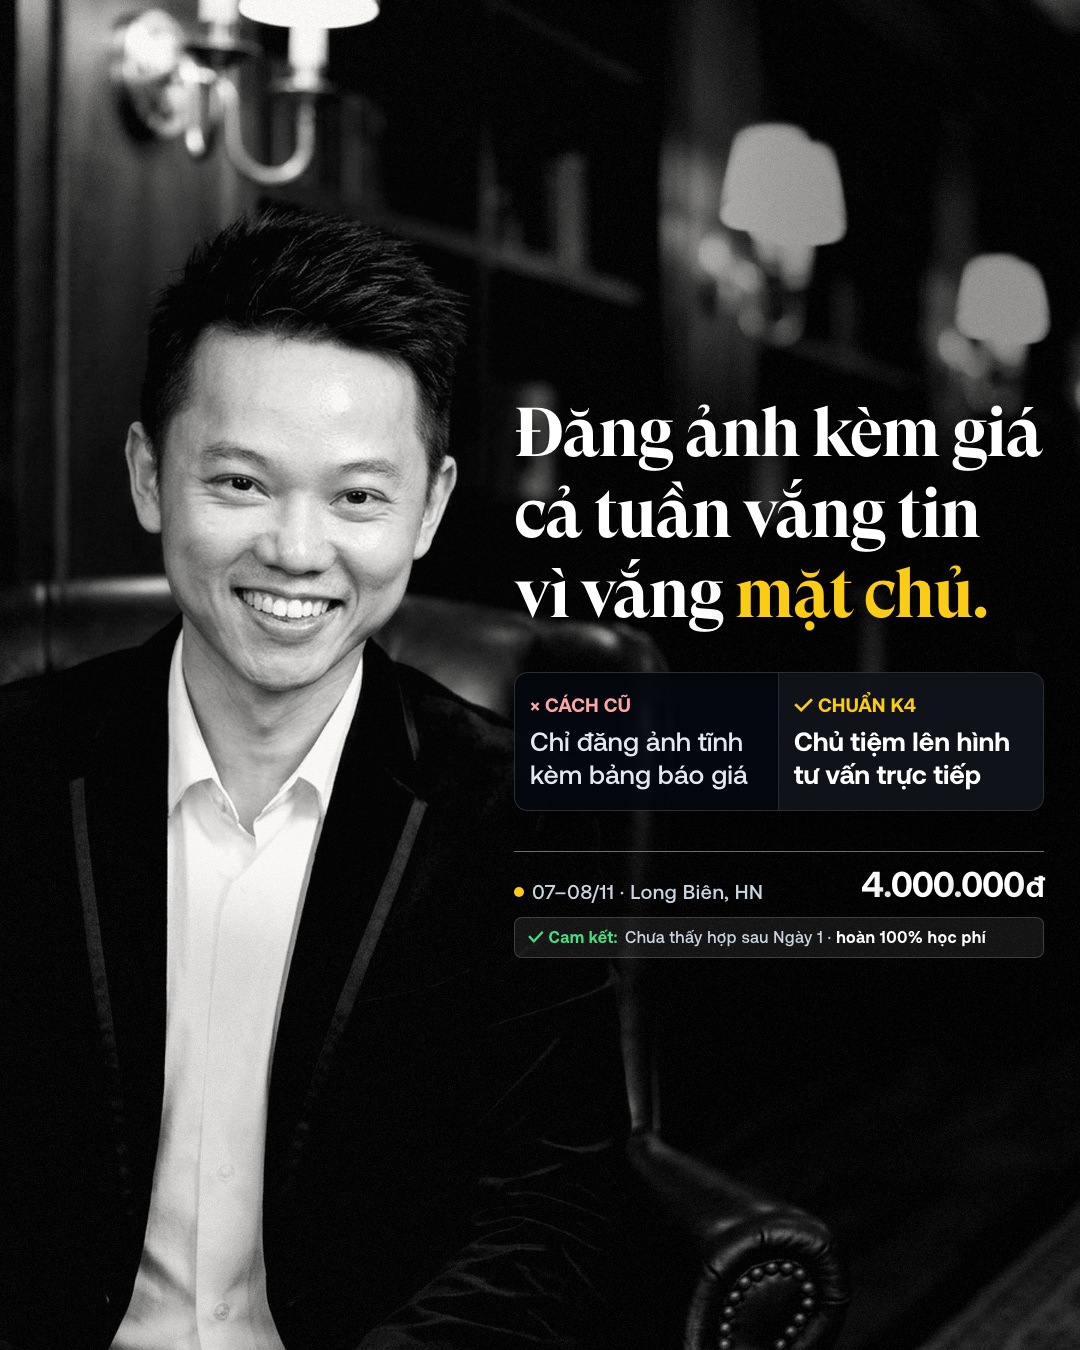 Đăng ảnh kèm giá
cả tuần vắng tin
vì vắng mặt chủ.
× CÁCH CŨ
Chỉ đăng ảnh tĩnh
kèm bảng báo giá
✓ CHUẨN K4
Chủ tiệm lên hình
tư vấn trực tiếp
07–08/11 · Long Biên, HN
4.000.000đ
✓ Cam kết: Chưa thấy hợp sau Ngày 1 · hoàn 100% học phí